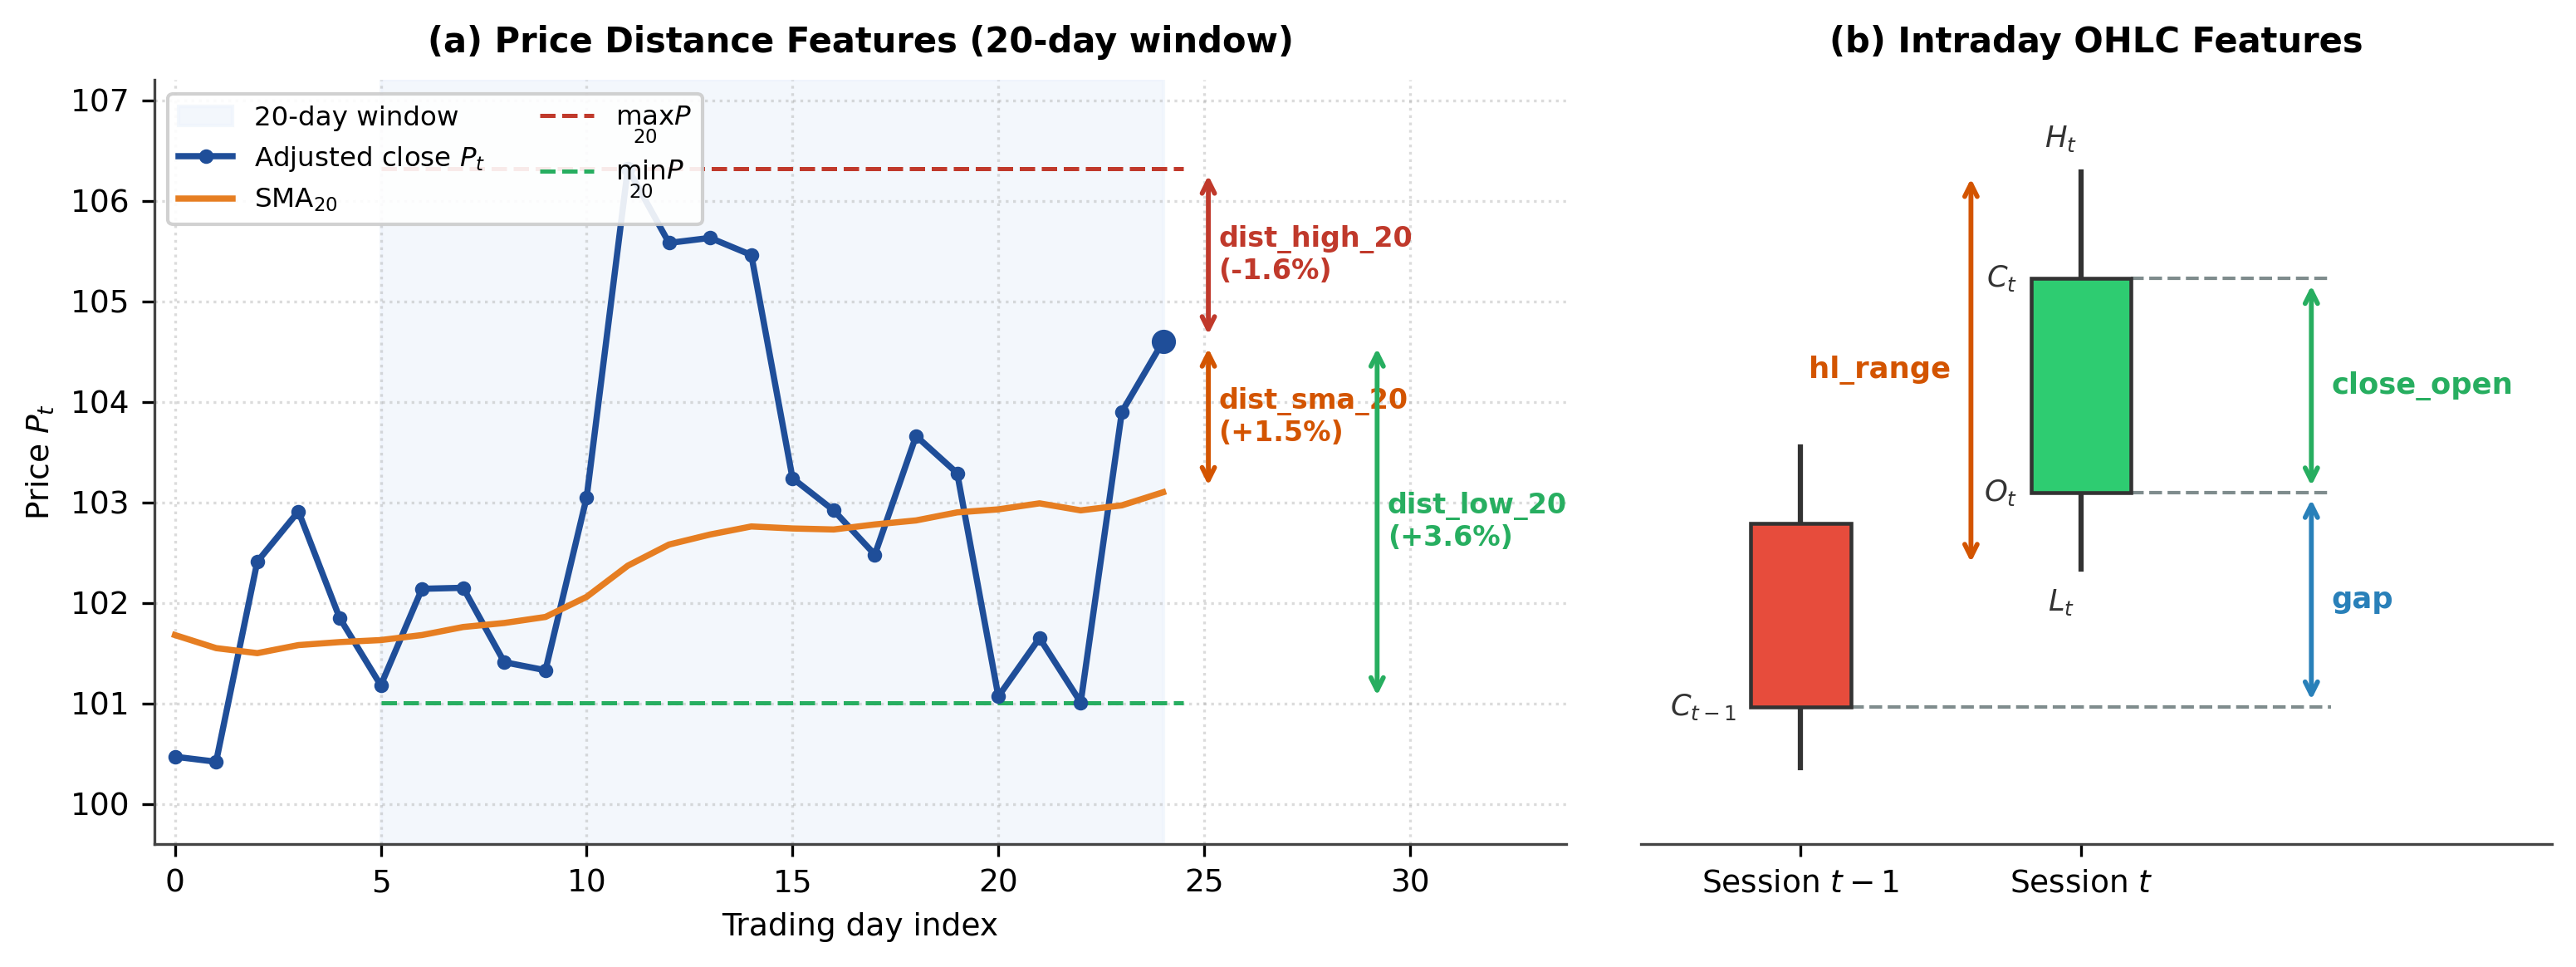 (a) Price Distance Features (20-day window)
107
106
105
104
103
102
101
100
Price Pₜ
20-day window
Adjusted close Pₜ
SMA₂₀
maxP
20
minP
20
dist_high_20
(-1.6%)
dist_sma_20
(+1.5%)
dist_low_20
(+3.6%)
0 5 10 15 20 25 30
Trading day index
(b) Intraday OHLC Features
Hₜ
Cₜ
hl_range
close_open
Oₜ
Lₜ
gap
Cₜ₋₁
Session t − 1 Session t